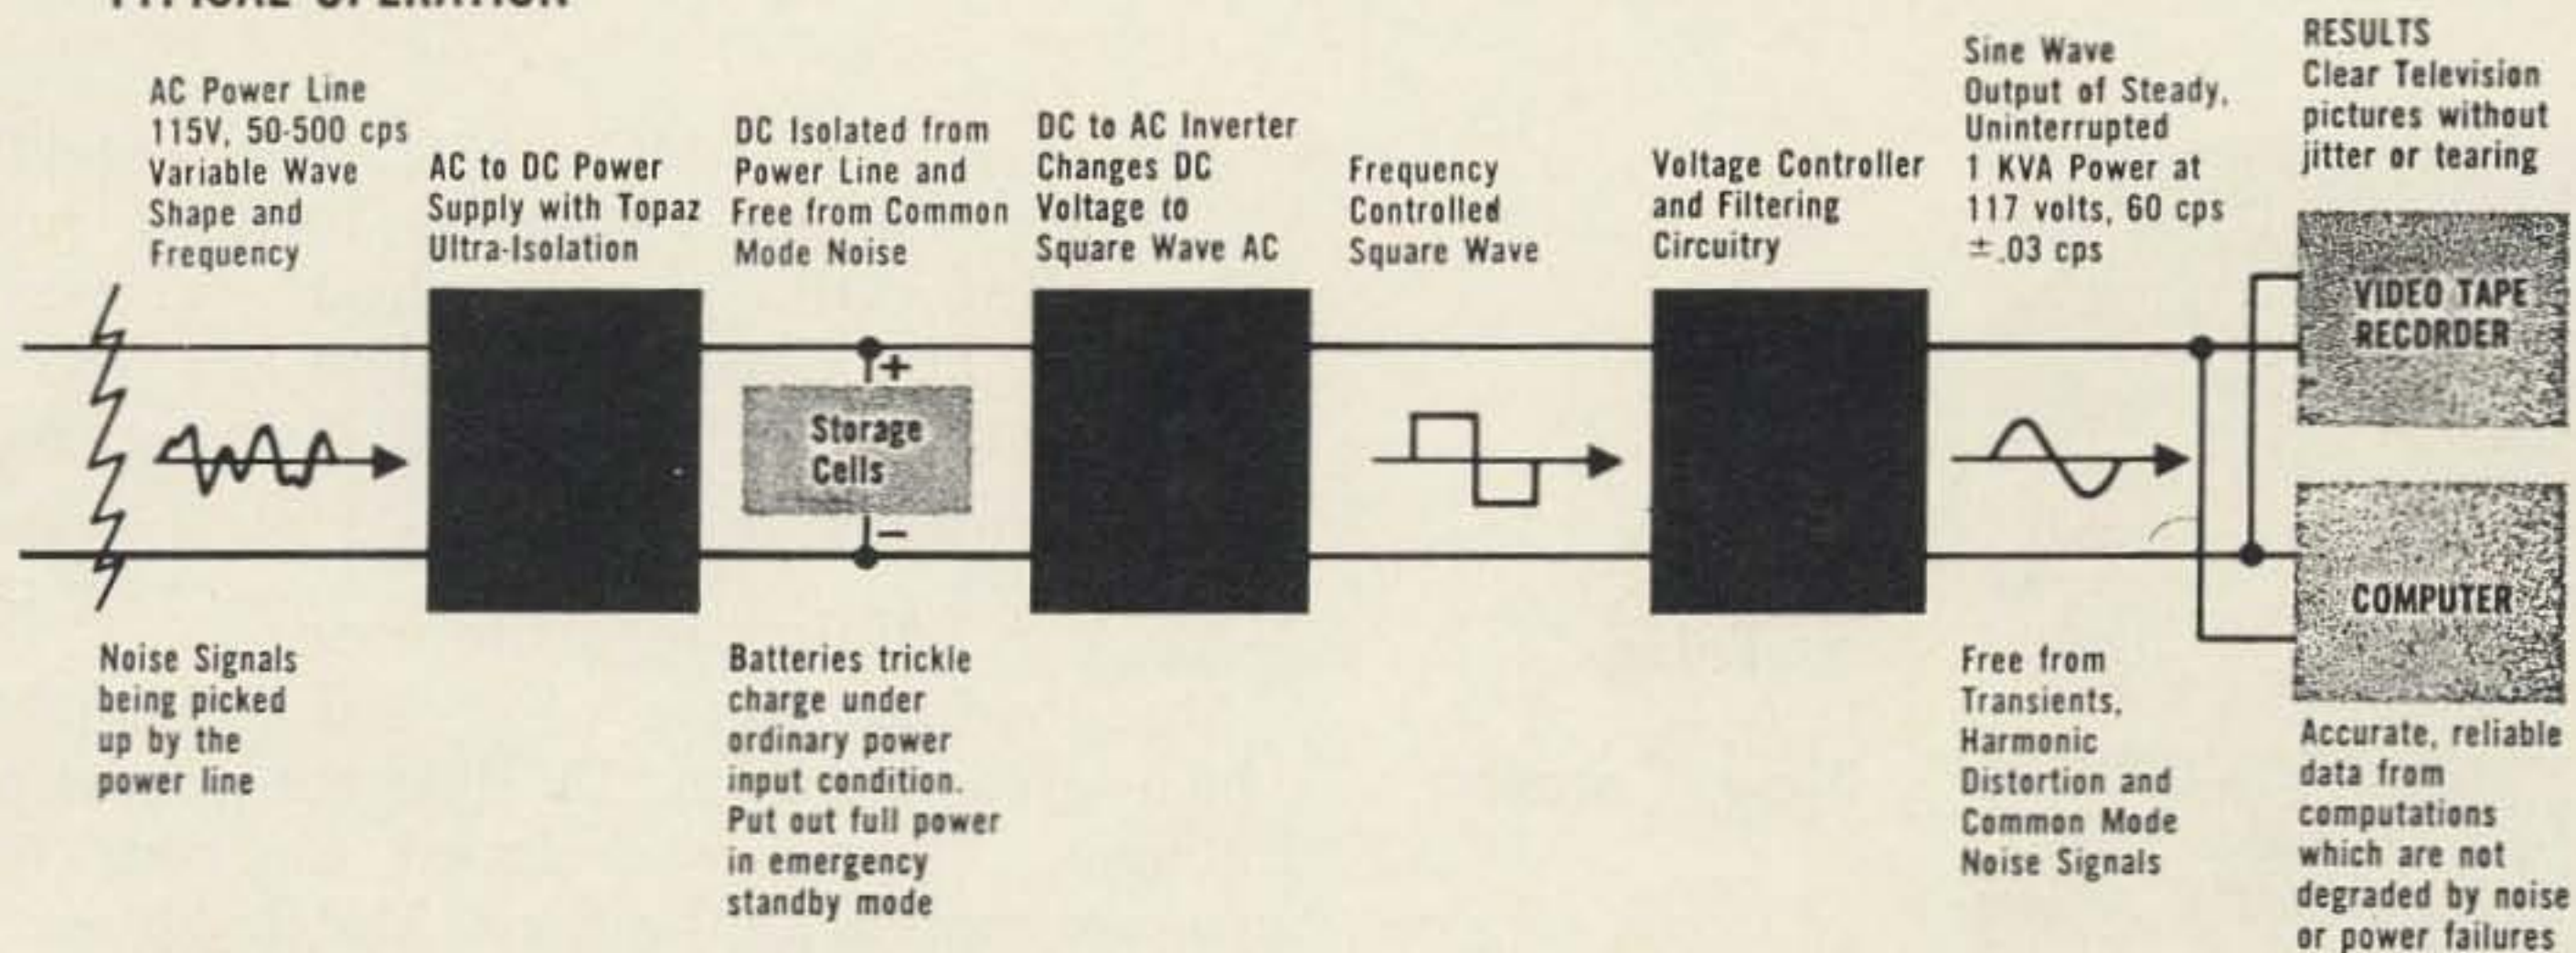 TYPICAL OPERATION
AC Power Line
115V, 50-500 cps
Variable Wave
Shape and
Frequency
AC to DC Power
Supply with Topaz
Ultra-Isolation
DC Isolated from
Power Line and
Free from Common
Mode Noise
DC to AC Inverter
Changes DC
Voltage to
Square Wave AC
Frequency
Controlled
Square Wave
Voltage Controller
and Filtering
Circuitry
Sine Wave
Output of Steady,
Uninterrupted
1 KVA Power at
117 volts, 60 cps
±.03 cps
RESULTS
Clear Television
pictures without
jitter or tearing
VIDEO TAPE
RECORDER
+
Storage
Cells
−
COMPUTER
Noise Signals
being picked
up by the
power line
Batteries trickle
charge under
ordinary power
input condition.
Put out full power
in emergency
standby mode
Free from
Transients,
Harmonic
Distortion and
Common Mode
Noise Signals
Accurate, reliable
data from
computations
which are not
degraded by noise
or power failures